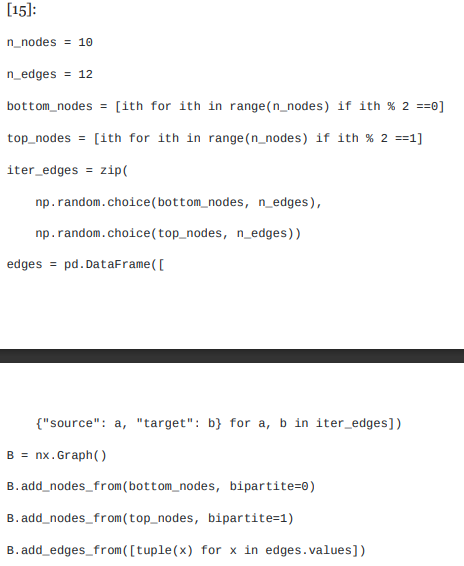 [15]:
n_nodes = 10
n_edges = 12
bottom_nodes = [ith for ith in range(n_nodes) if ith % 2 ==0]
top_nodes = [ith for ith in range(n_nodes) if ith % 2 ==1]
iter_edges = zip(
    np.random.choice(bottom_nodes, n_edges),
    np.random.choice(top_nodes, n_edges))
edges = pd.DataFrame([
    {"source": a, "target": b} for a, b in iter_edges])
B = nx.Graph()
B.add_nodes_from(bottom_nodes, bipartite=0)
B.add_nodes_from(top_nodes, bipartite=1)
B.add_edges_from([tuple(x) for x in edges.values])